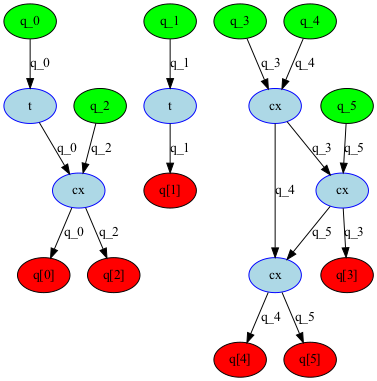 q_0 q_1 q_3 q_4
q_0 q_1 q_3 q_4
t q_2 t cx q_5
q_0 q_2 q_1 q_3 q_5
cx q[1] q_4 cx
q_0 q_2 q_5 q_3
q[0] q[2] cx q[3]
q_4 q_5
q[4] q[5]